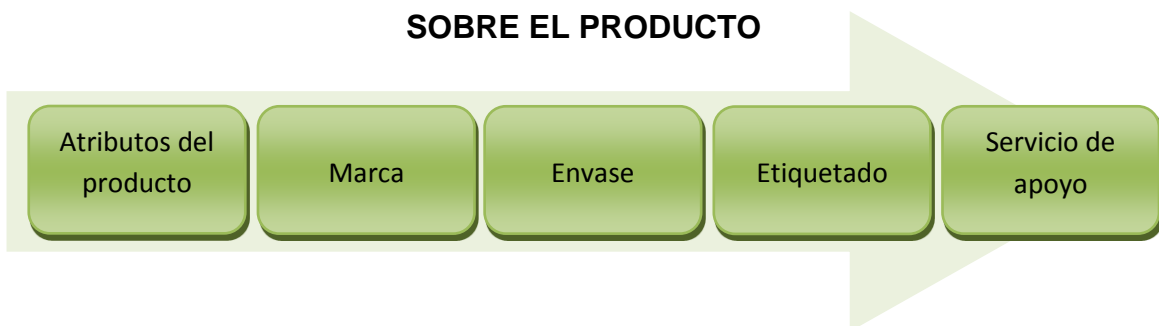 SOBRE EL PRODUCTO
Atributos del
producto
Marca
Envase
Etiquetado
Servicio de
apoyo